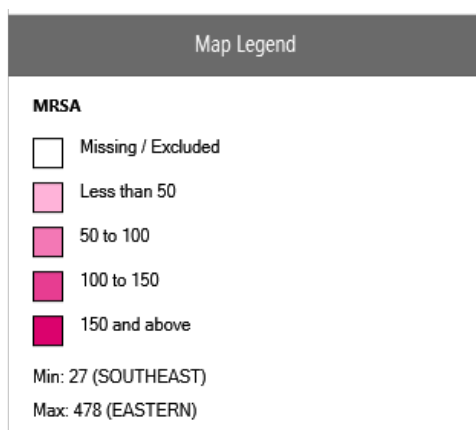 Map Legend
MRSA
Missing / Excluded
Less than 50
50 to 100
100 to 150
150 and above
Min: 27 (SOUTHEAST)
Max: 478 (EASTERN)